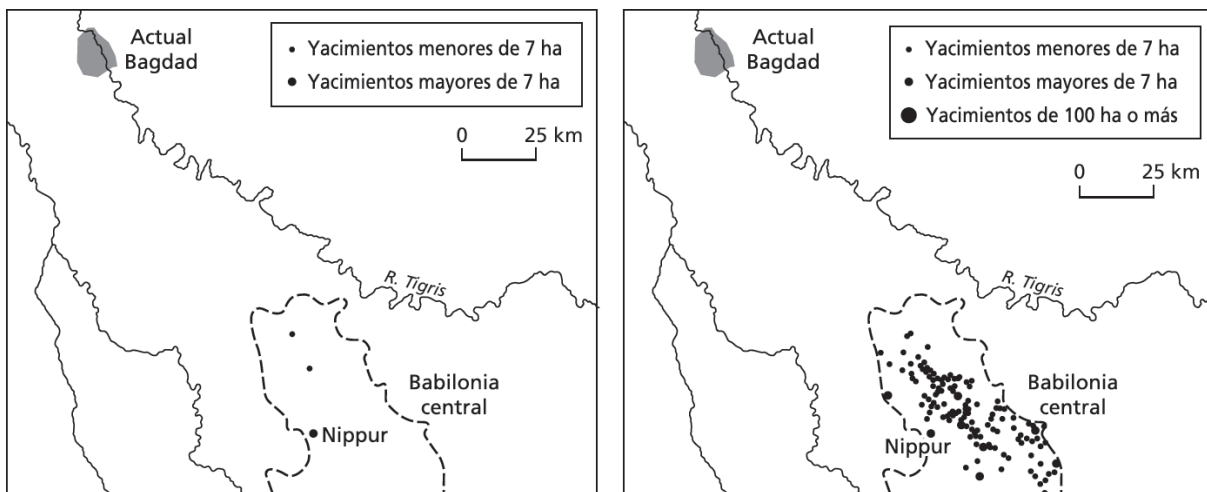 Actual
Bagdad
Yacimientos menores de 7 ha
Yacimientos mayores de 7 ha
0 25 km
R. Tigris
Babilonia
central
Nippur
Actual
Bagdad
Yacimientos menores de 7 ha
Yacimientos mayores de 7 ha
Yacimientos de 100 ha o más
0 25 km
R. Tigris
Babilonia
central
Nippur